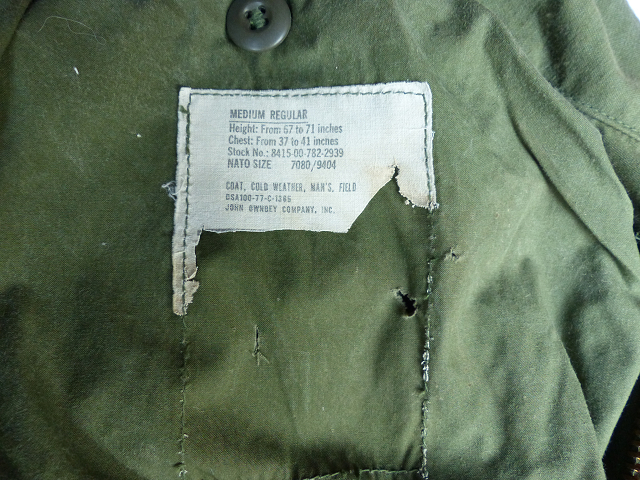 MEDIUM REGULAR
Height: From 67 to 71 inches
Chest: From 37 to 41 inches
Stock No.: 8415-00-782-2939
NATO SIZE 7080/9404
COAT, COLD WEATHER, MAN'S, FIELD
DSA100-77-C-1385
JOHN OWNBEY COMPANY, INC.